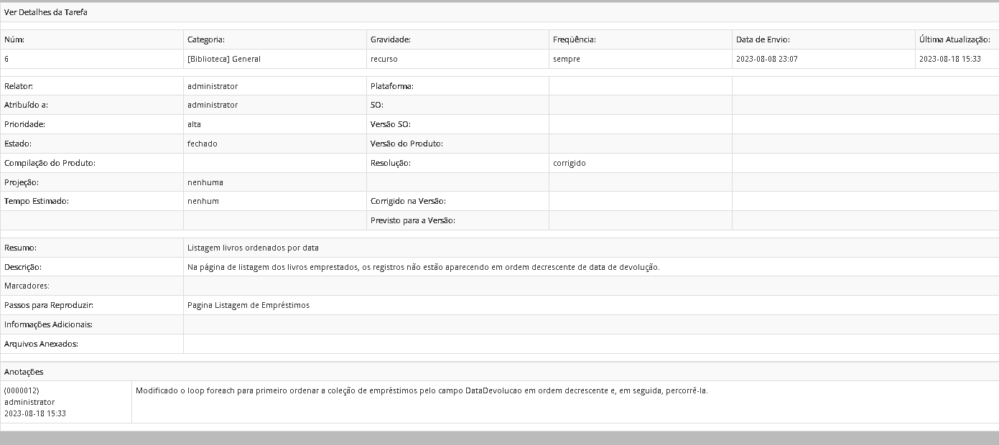 Ver Detalhes da Tarefa
Núm: Categoria: Gravidade: Freqüência: Data de Envio: Última Atualização:
6 [Biblioteca] General recurso sempre 2023-08-08 23:07 2023-08-18 15:33
Relator: administrator Plataforma:
Atribuído a: administrator SO:
Prioridade: alta Versão SO:
Estado: fechado Versão do Produto:
Compilação do Produto: Resolução: corrigido
Projeção: nenhuma
Tempo Estimado: nenhum Corrigido na Versão:
Previsto para a Versão:
Resumo: Listagem livros ordenados por data
Descrição: Na página de listagem dos livros emprestados, os registros não estão aparecendo em ordem decrescente de data de devolução.
Marcadores:
Passos para Reproduzir: Pagina Listagem de Empréstimos
Informações Adicionais:
Arquivos Anexados:
Anotações
(0000012)
administrator
2023-08-18 15:33
Modificado o loop foreach para primeiro ordenar a coleção de empréstimos pelo campo DataDevolucao em ordem decrescente e, em seguida, percorrê-la.